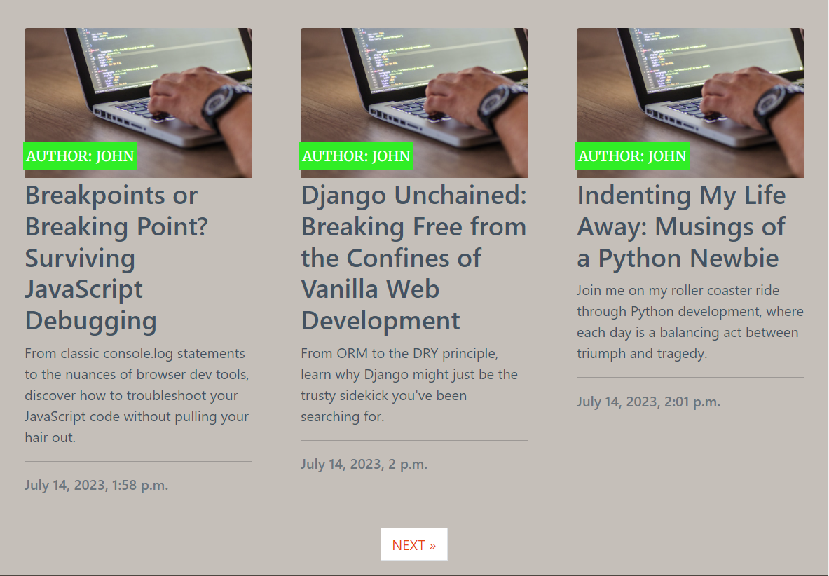 AUTHOR: JOHN
Breakpoints or
Breaking Point?
Surviving
JavaScript
Debugging
From classic console.log statements
to the nuances of browser dev tools,
discover how to troubleshoot your
JavaScript code without pulling your
hair out.
July 14, 2023, 1:58 p.m.
AUTHOR: JOHN
Django Unchained:
Breaking Free from
the Confines of
Vanilla Web
Development
From ORM to the DRY principle,
learn why Django might just be the
trusty sidekick you've been
searching for.
July 14, 2023, 2 p.m.
AUTHOR: JOHN
Indenting My Life
Away: Musings of
a Python Newbie
Join me on my roller coaster ride
through Python development, where
each day is a balancing act between
triumph and tragedy.
July 14, 2023, 2:01 p.m.
NEXT »